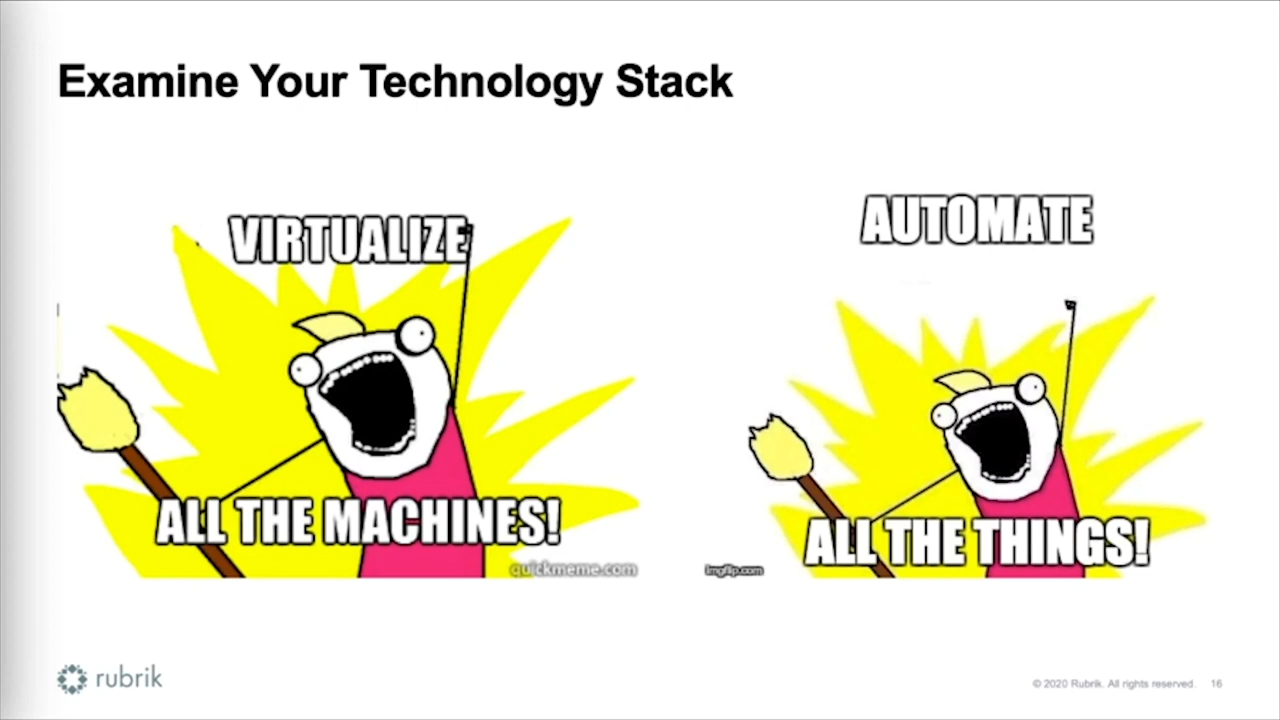 Examine Your Technology Stack
VIRTUALIZE
ALL THE MACHINES!
quickmeme.com
AUTOMATE
ALL THE THINGS!
imgflip.com
rubrik
© 2020 Rubrik. All rights reserved. 16